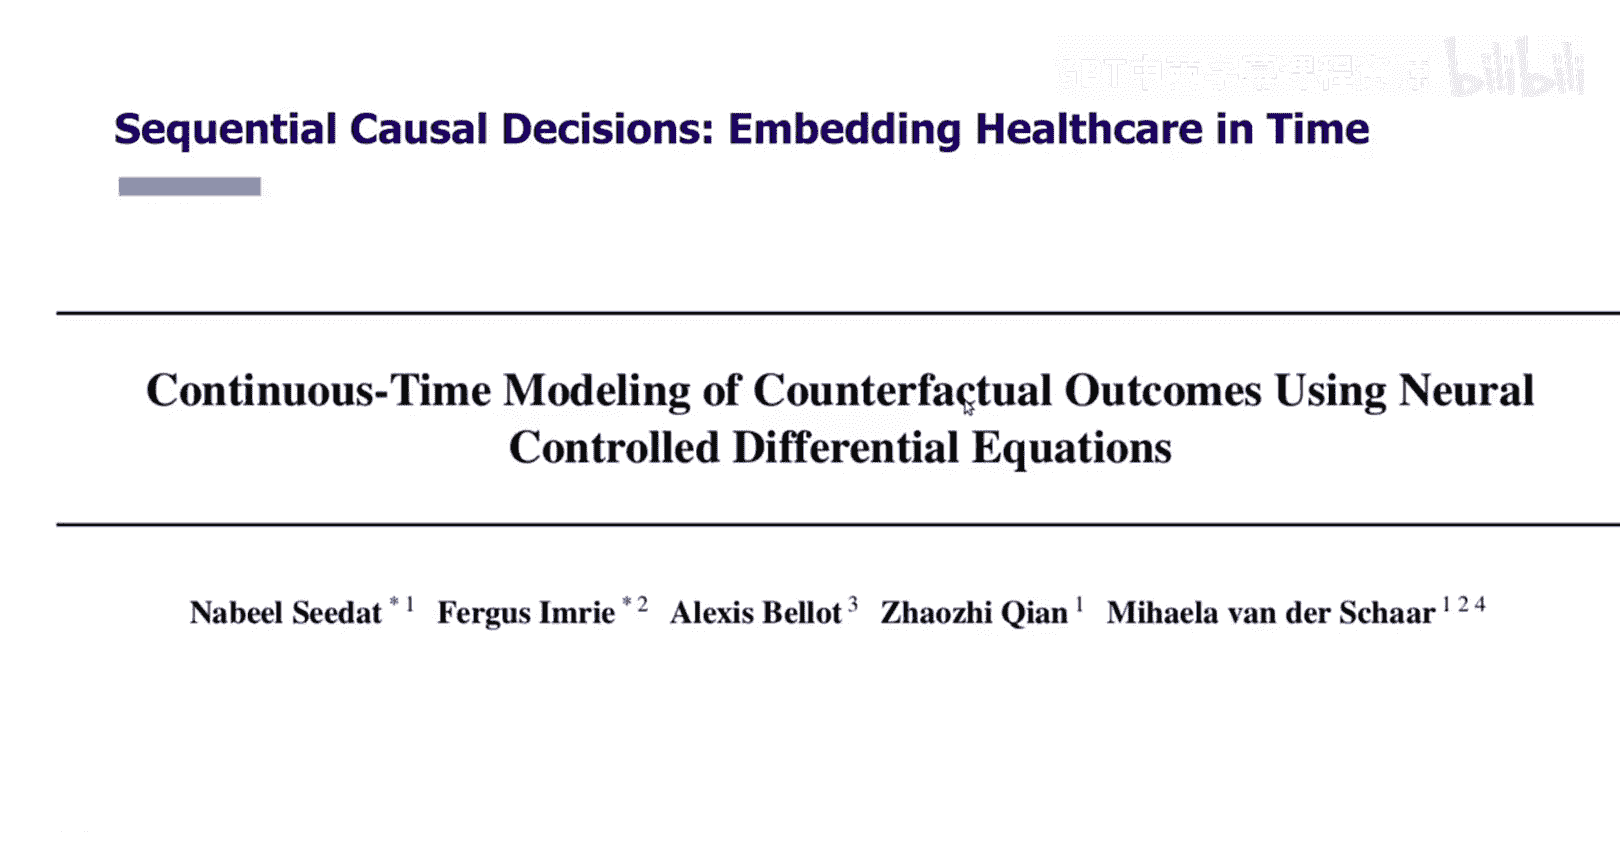 bilibili
Sequential Causal Decisions: Embedding Healthcare in Time
Continuous-Time Modeling of Counterfactual Outcomes Using Neural
Controlled Differential Equations
Nabeel Seedat * 1 Fergus Imrie * 2 Alexis Bellot 3 Zhaozhi Qian 1 Mihaela van der Schaar 1 2 4